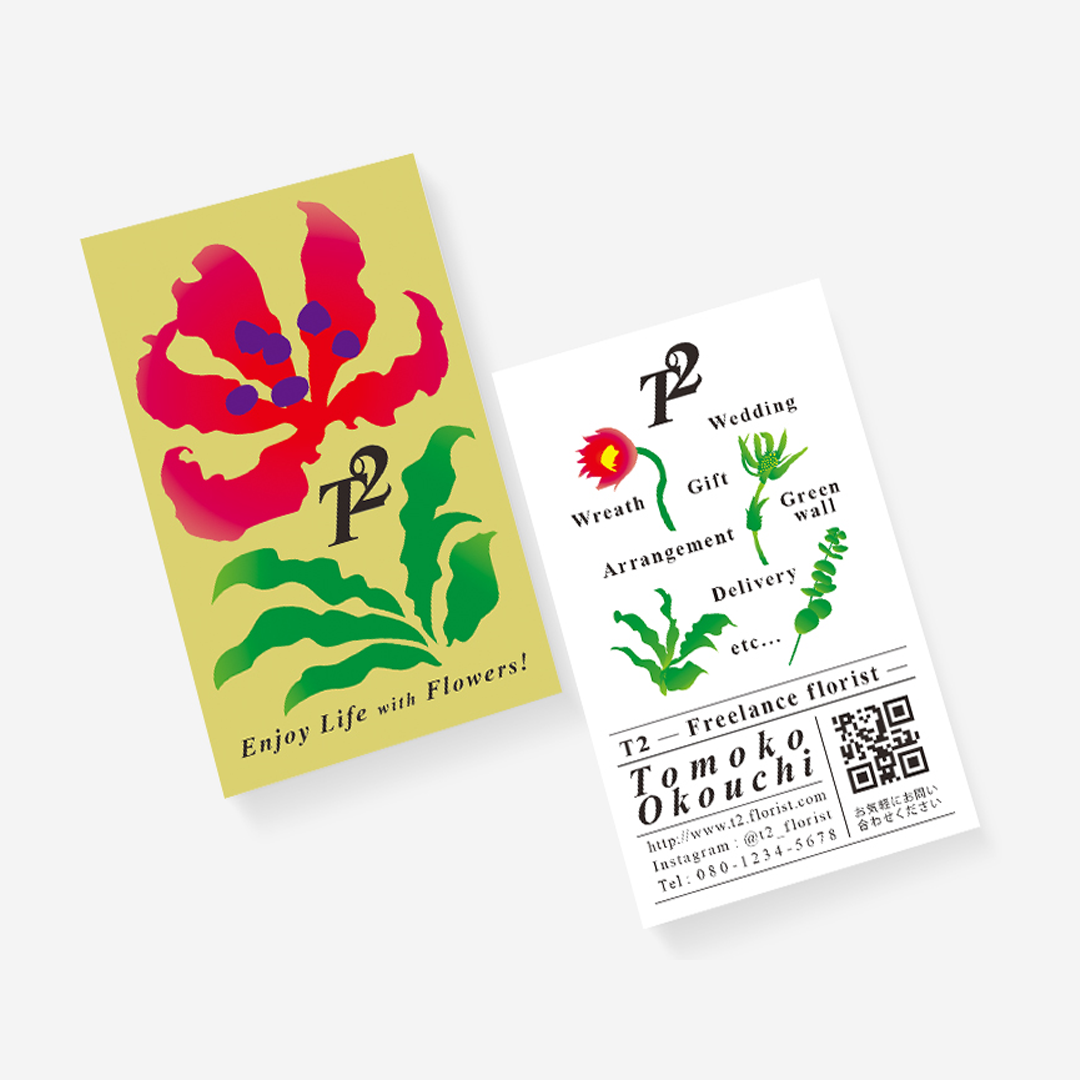 T2
Enjoy Life with Flowers!
T2
Wedding
Gift
Wreath
Green
wall
Arrangement
Delivery
etc...
T2 — Freelance florist —
Tomoko
Okouchi
http://www.t2.florist.com
Instagram : @t2_florist
Tel : 080-1234-5678
お気軽にお問い
合わせください